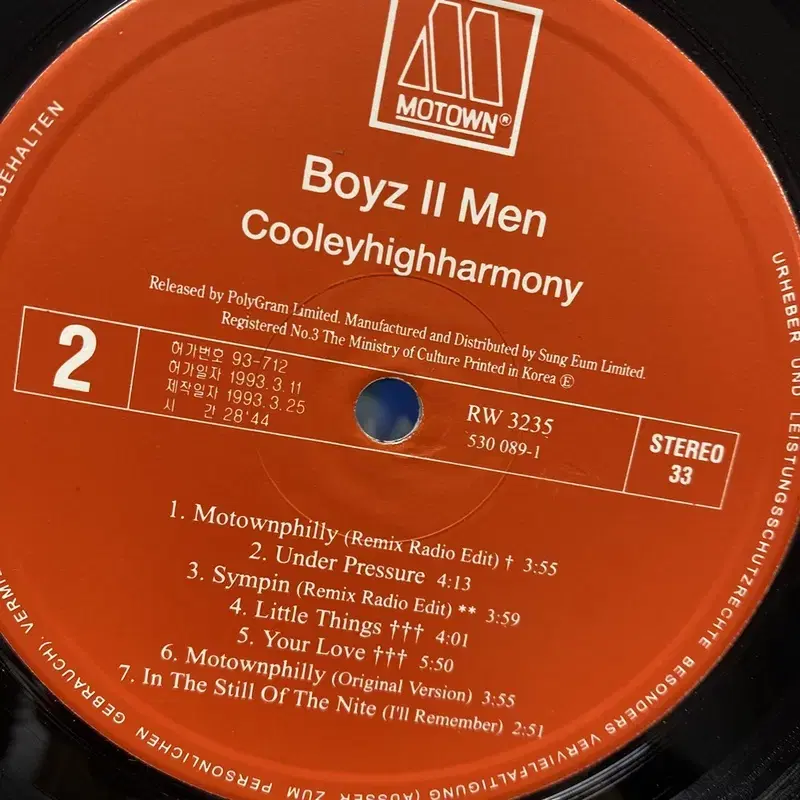 MOTOWN®
Boyz II Men
Cooleyhighharmony
Released by PolyGram Limited. Manufactured and Distributed by Sung Eum Limited.
Registered No.3 The Ministry of Culture Printed in Korea Ⓔ
2
허가번호 93-712
허가일자 1993.3.11
제작일자 1993.3.25
시 간 28'44
RW 3235
530 089-1
STEREO
33
1. Motownphilly (Remix Radio Edit) † 3:55
2. Under Pressure 4:13
3. Sympin (Remix Radio Edit) ** 3:59
4. Little Things ††† 4:01
5. Your Love ††† 5:50
6. Motownphilly (Original Version) 3:55
7. In The Still Of The Nite (I'll Remember) 2:51
URHEBER UND LEISTUNGSSCHUTZRECHTE BESONDERS VERVIELFÄLTIGUNG (AUSSER ZUM PERSÖNLICHEN GEBRAUCH),